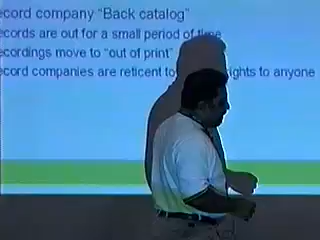 ecord company "Back catalog"
ecords are out for a small period of time
ecordings move to "out of print"
ecord companies are reticent to ights to anyone